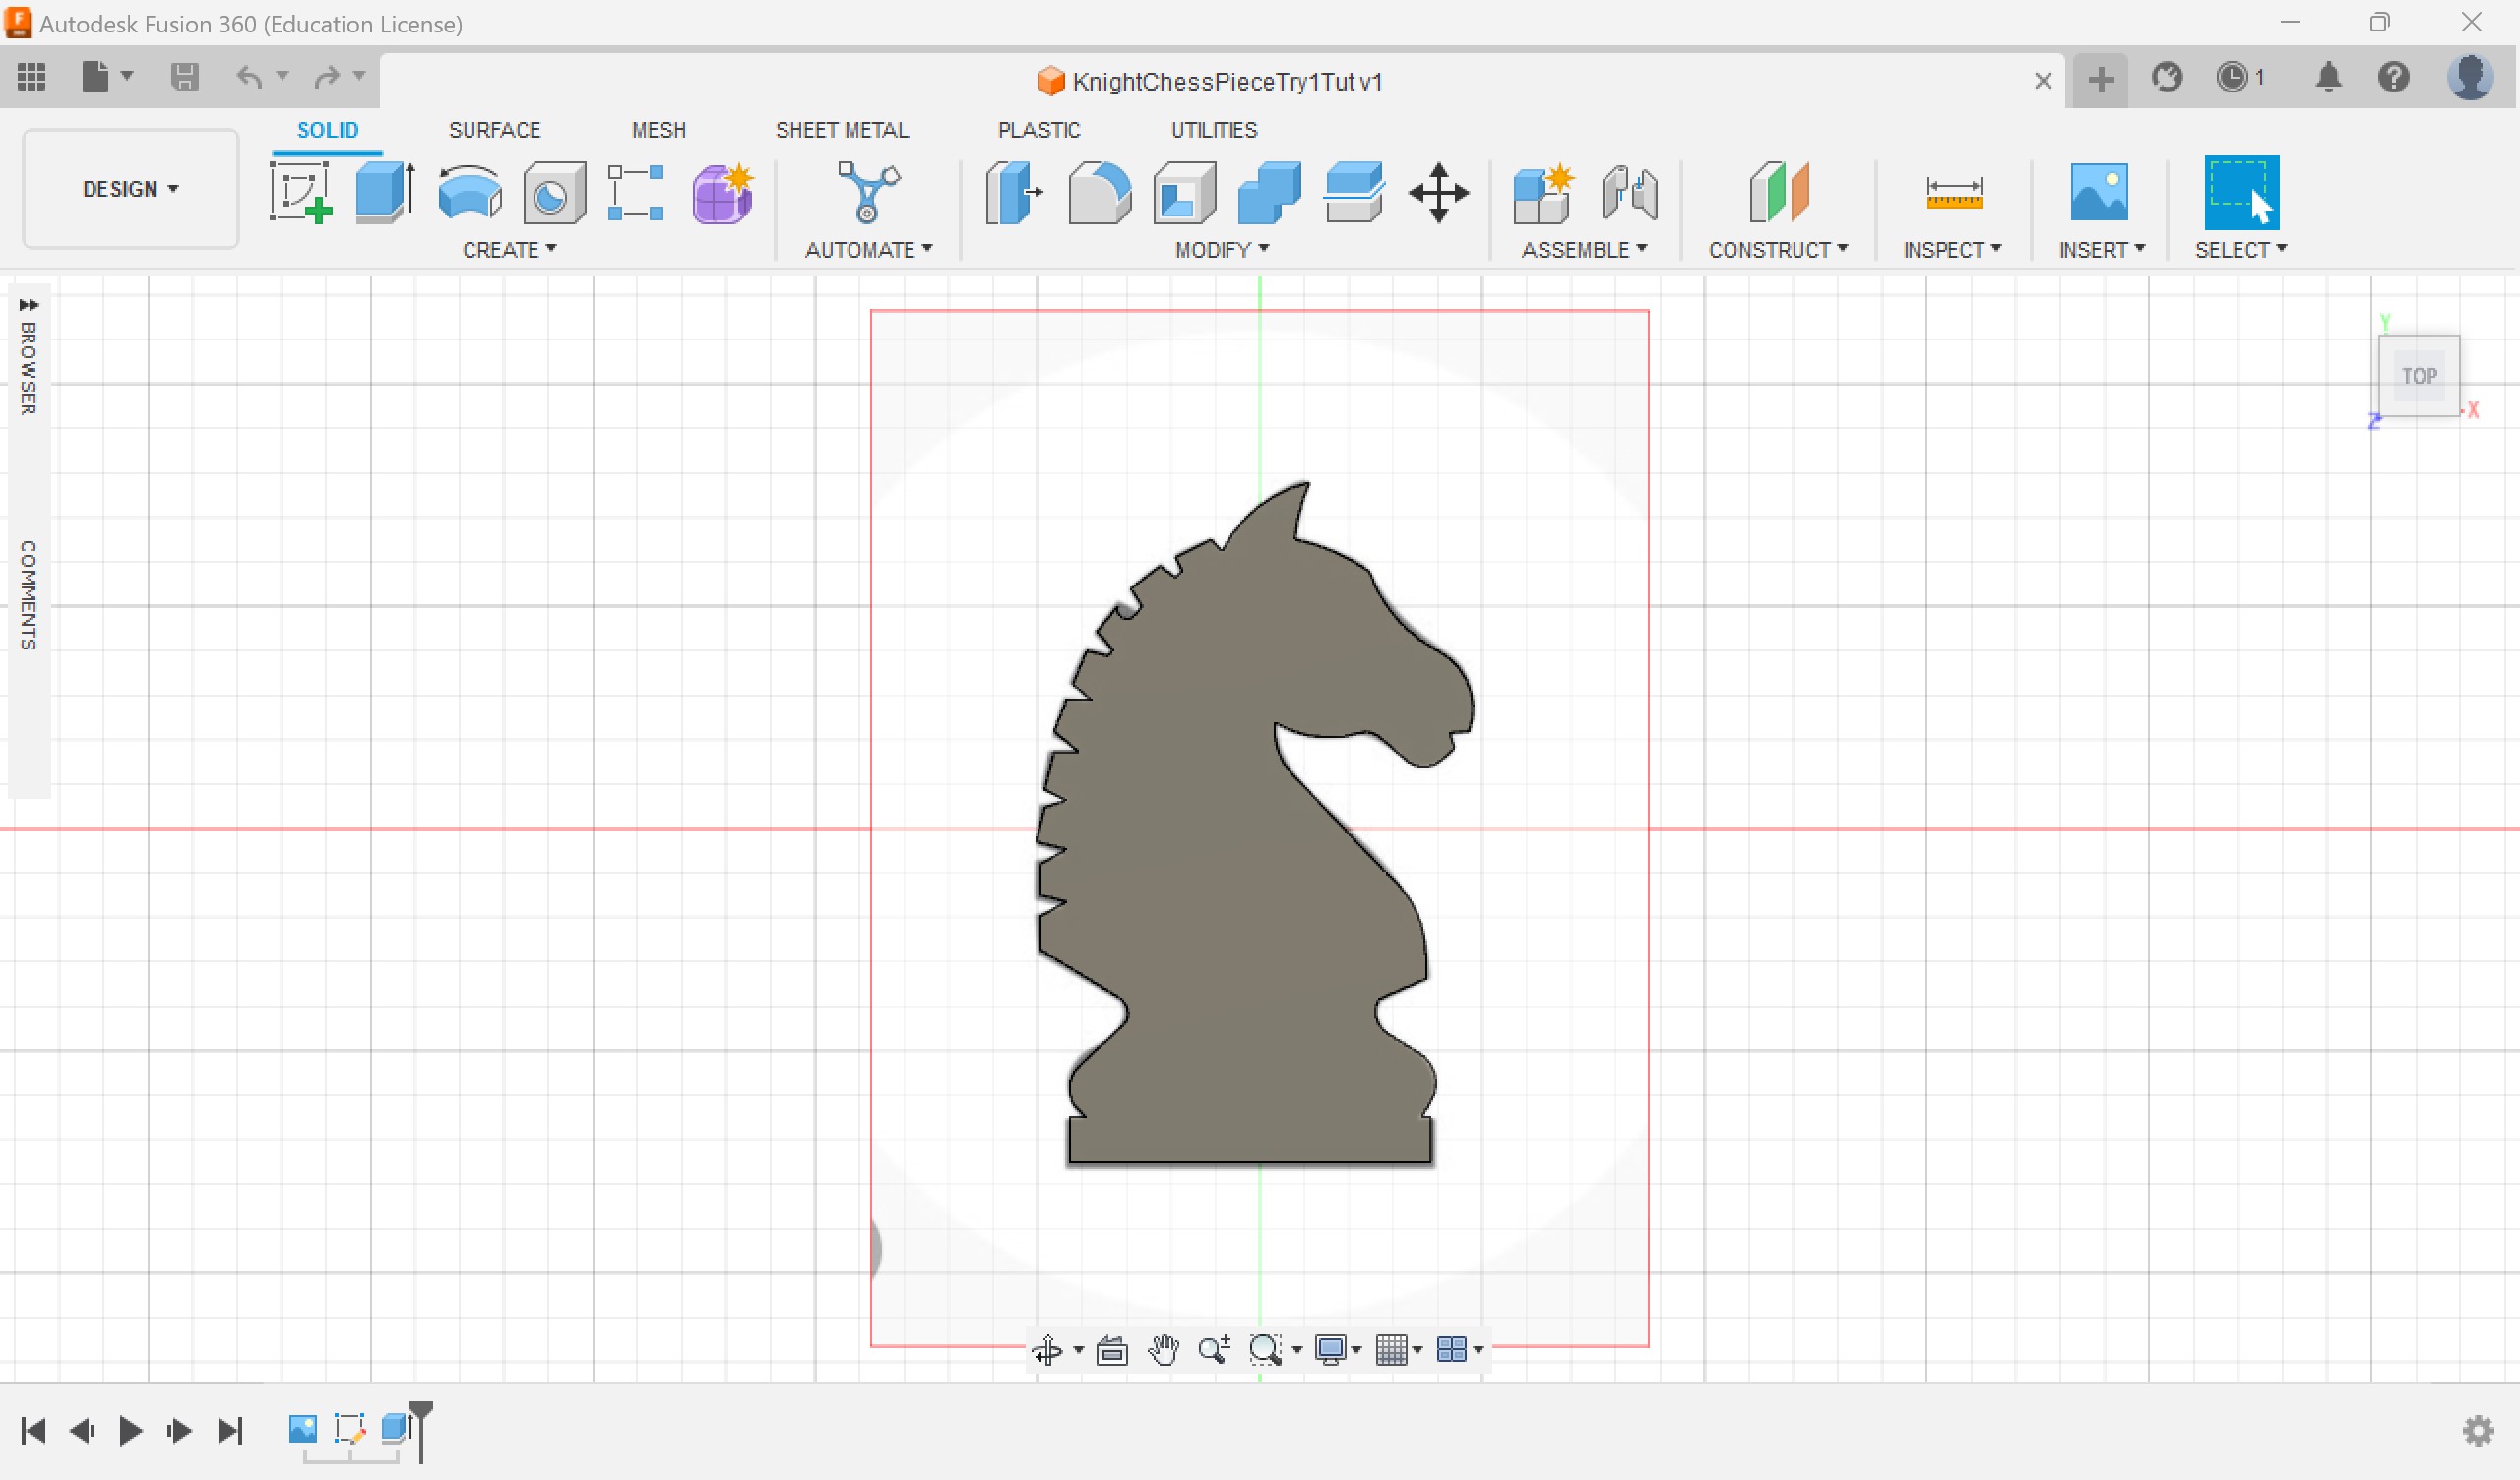 Autodesk Fusion 360 (Education License)
KnightChessPieceTry1Tut v1
1
SOLID SURFACE MESH SHEET METAL PLASTIC UTILITIES
DESIGN
CREATE AUTOMATE MODIFY ASSEMBLE CONSTRUCT INSPECT INSERT SELECT
BROWSER
COMMENTS
Y
TOP
X
Z